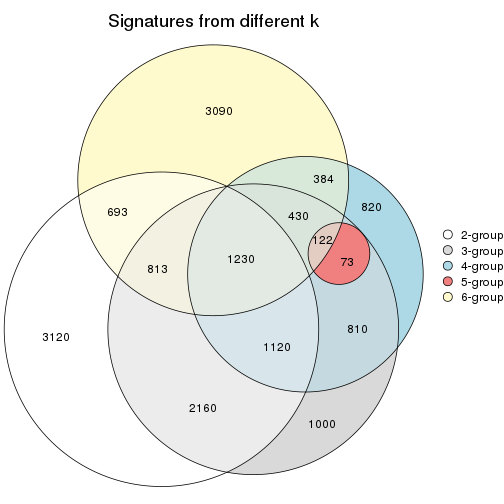 Signatures from different k
3090
384
820
693
430
122
1230
73
813
2-group
3-group
4-group
5-group
6-group
3120
1120
810
2160
1000